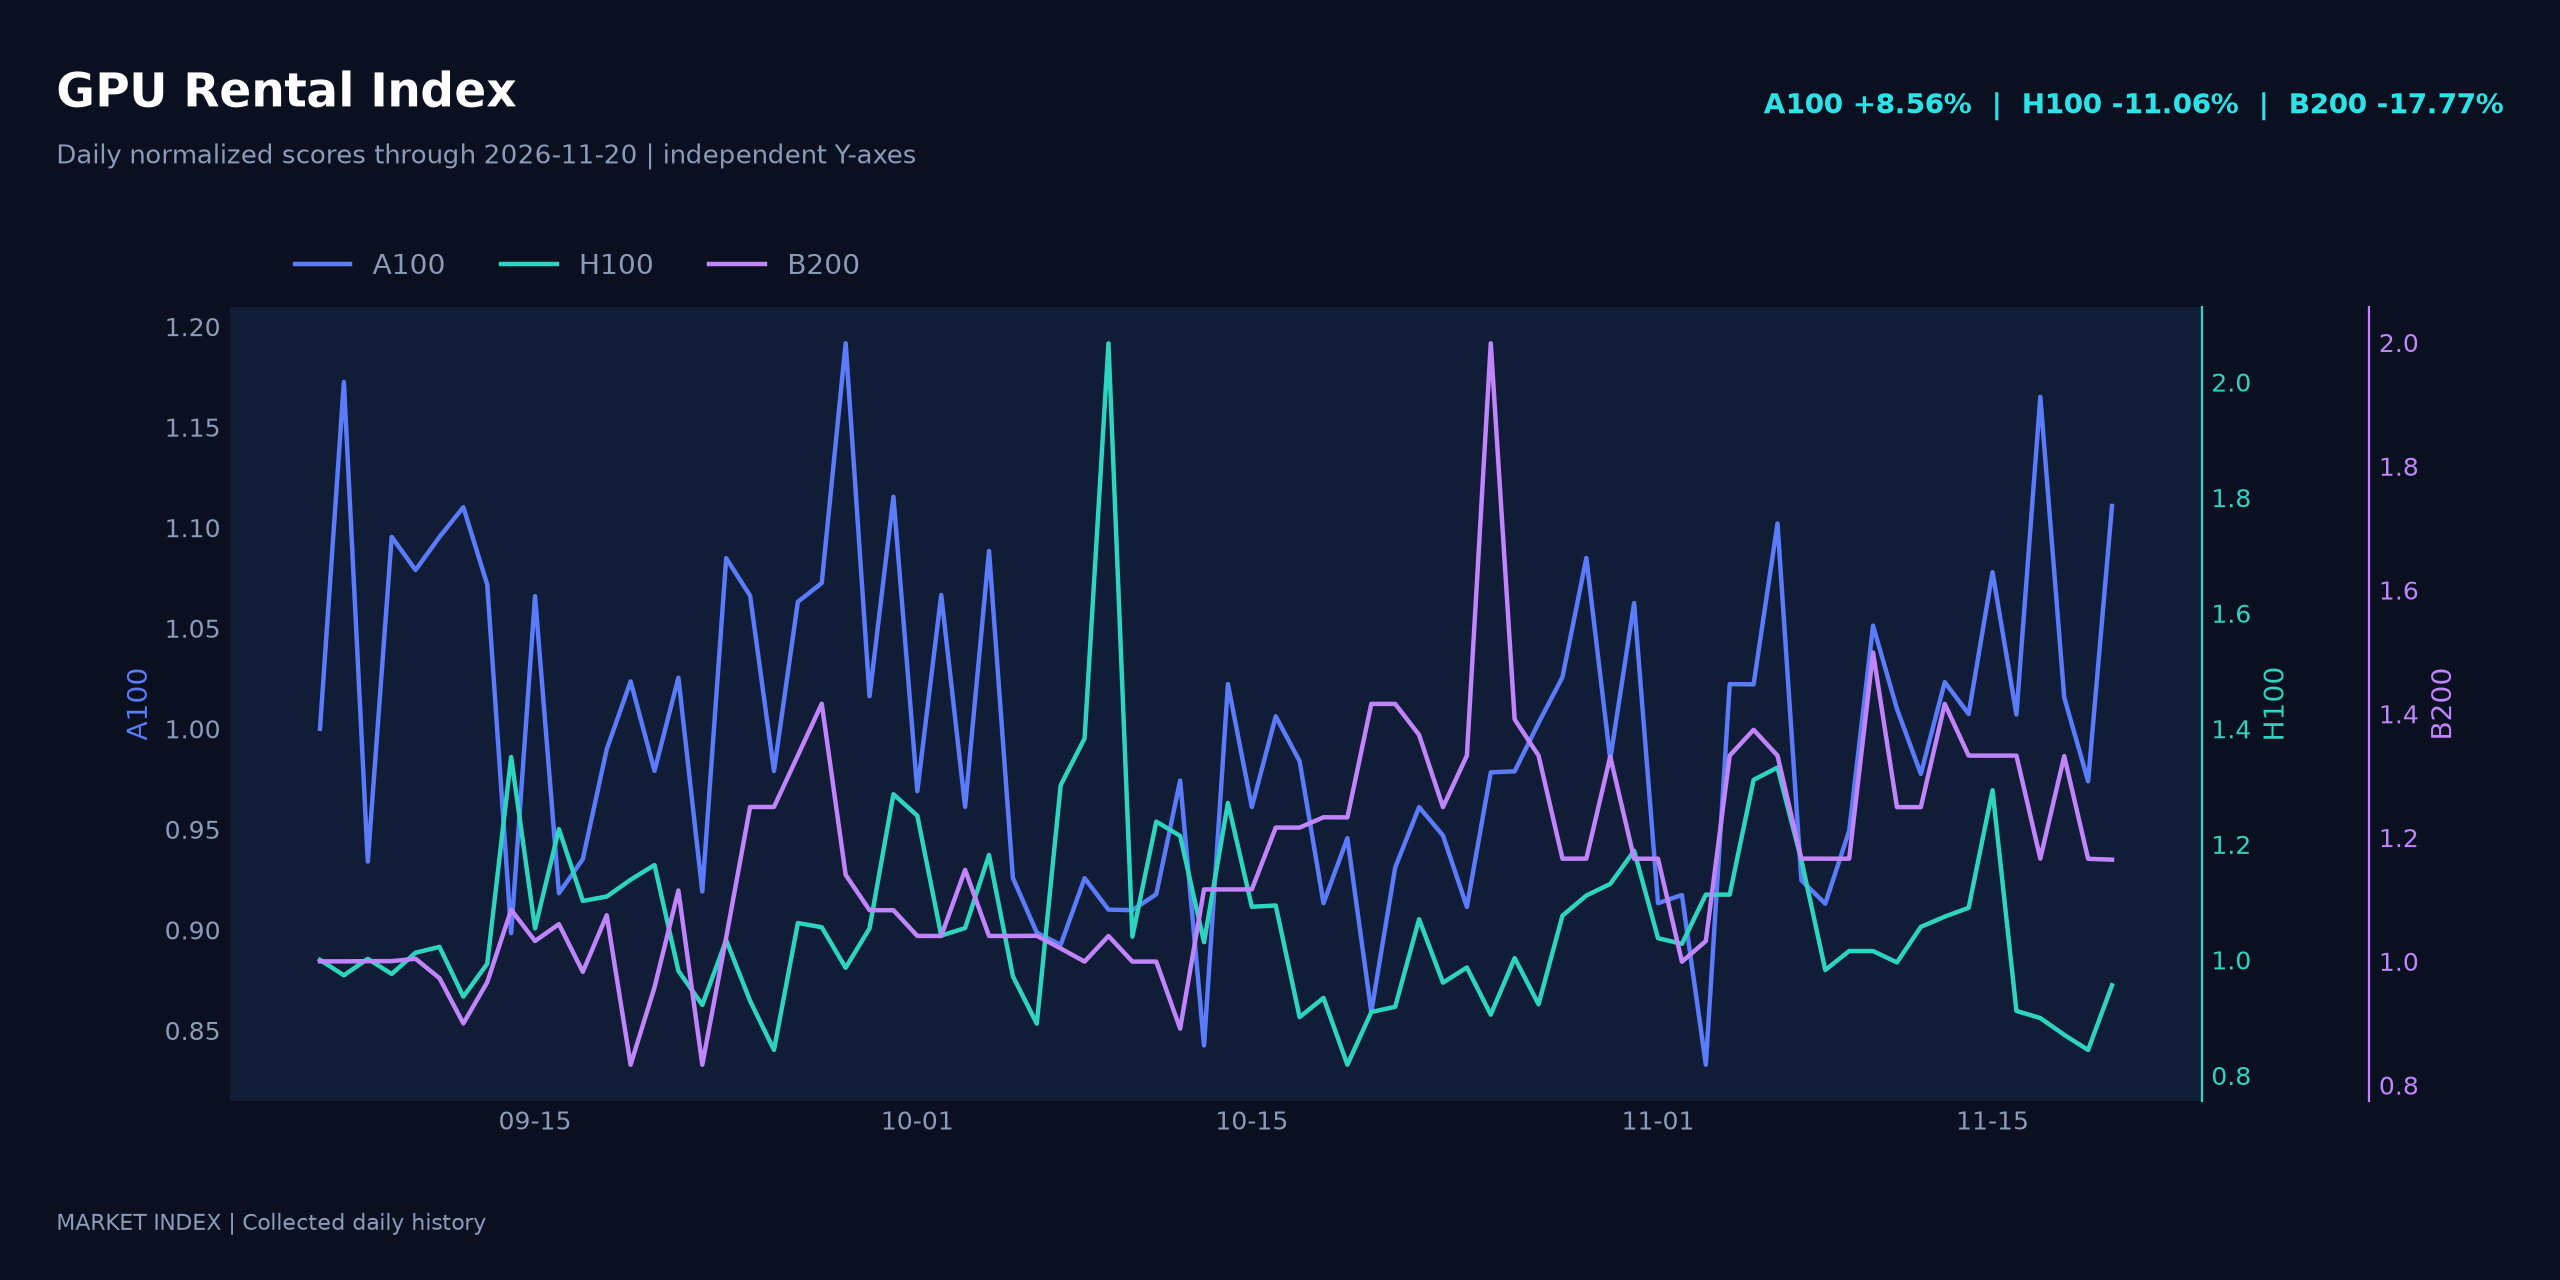 GPU Rental Index
A100 +8.56% | H100 -11.06% | B200 -17.77%
Daily normalized scores through 2026-11-20 | independent Y-axes
A100 H100 B200
1.20
1.15
1.10
1.05
1.00
0.95
0.90
0.85
A100
2.0
1.8
1.6
1.4
1.2
1.0
0.8
H100
2.0
1.8
1.6
1.4
1.2
1.0
0.8
B200
09-15 10-01 10-15 11-01 11-15
MARKET INDEX | Collected daily history